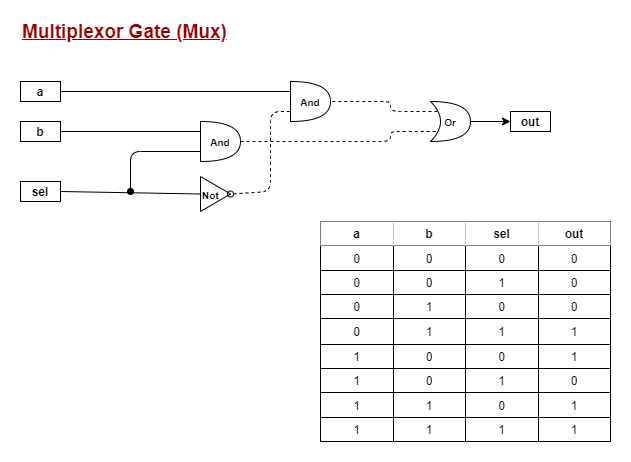 Multiplexor Gate (Mux)
a
And
Or
out
b
And
sel
Not
a b sel out
0 0 0 0
0 0 1 0
0 1 0 0
0 1 1 1
1 0 0 1
1 0 1 0
1 1 0 1
1 1 1 1